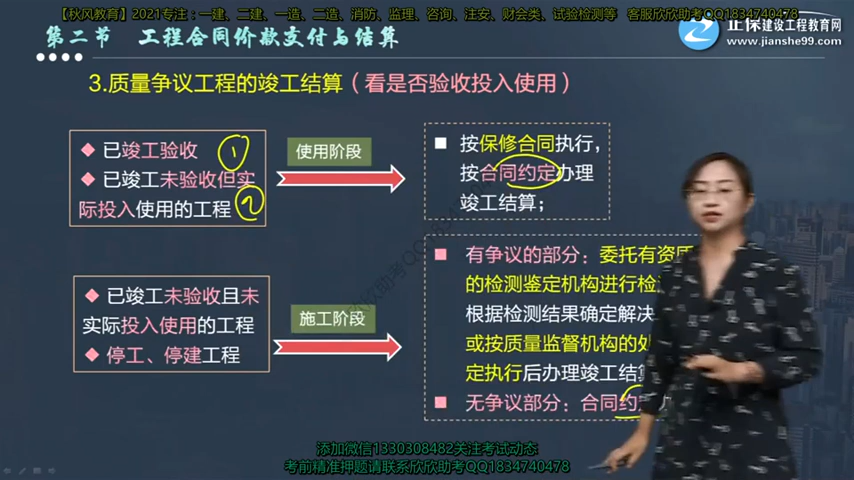 【秋风教育】2021专注：一建、二建、一造、二造、消防、监理、咨询、注安、财会类、试验检测等 客服欣欣助考QQ1834740478
第二节 工程合同价款交付与结算
正保建设工程教育网
www.jianshe99.com
3.质量争议工程的竣工结算（看是否验收投入使用）
已竣工验收 ①
已竣工未验收但实
际投入使用的工程 ②
使用阶段
按保修合同执行，
按合同约定办理
竣工结算；
已竣工未验收且未
实际投入使用的工程
停工、停建工程
施工阶段
有争议的部分：委托有资质
的检测鉴定机构进行检
根据检测结果确定解决
或按质量监督机构的处
定执行后办理竣工结算
无争议部分：合同约
添加微信1330308482关注考试动态
考前精准押题请联系欣欣助考QQ1834740478